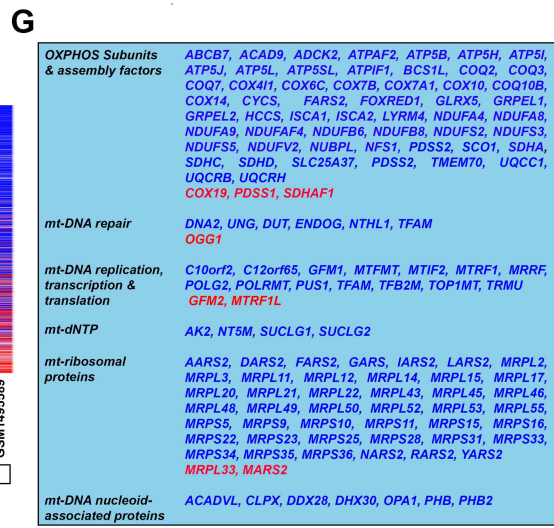 G
OXPHOS Subunits
& assembly factors
ABCB7, ACAD9, ADCK2, ATPAF2, ATP5B, ATP5H, ATP5I,
ATP5J, ATP5L, ATP5SL, ATPIF1, BCS1L, COQ2, COQ3,
COQ7, COX4I1, COX6C, COX7B, COX7A1, COX10, COQ10B,
COX14, CYCS, FARS2, FOXRED1, GLRX5, GRPEL1,
GRPEL2, HCCS, ISCA1, ISCA2, LYRM4, NDUFA4, NDUFA8,
NDUFA9, NDUFAF4, NDUFB6, NDUFB8, NDUFS2, NDUFS3,
NDUFS5, NDUFV2, NUBPL, NFS1, PDSS2, SCO1, SDHA,
SDHC, SDHD, SLC25A37, PDSS2, TMEM70, UQCC1,
UQCRB, UQCRH
COX19, PDSS1, SDHAF1
mt-DNA repair
DNA2, UNG, DUT, ENDOG, NTHL1, TFAM
OGG1
mt-DNA replication,
transcription &
translation
C10orf2, C12orf65, GFM1, MTFMT, MTIF2, MTRF1, MRRF,
POLG2, POLRMT, PUS1, TFAM, TFB2M, TOP1MT, TRMU
GFM2, MTRF1L
mt-dNTP
AK2, NT5M, SUCLG1, SUCLG2
mt-ribosomal
proteins
AARS2, DARS2, FARS2, GARS, IARS2, LARS2, MRPL2,
MRPL3, MRPL11, MRPL12, MRPL14, MRPL15, MRPL17,
MRPL20, MRPL21, MRPL22, MRPL43, MRPL45, MRPL46,
MRPL48, MRPL49, MRPL50, MRPL52, MRPL53, MRPL55,
MRPS5, MRPS9, MRPS10, MRPS11, MRPS15, MRPS16,
MRPS22, MRPS23, MRPS25, MRPS28, MRPS31, MRPS33,
MRPS34, MRPS35, MRPS36, NARS2, RARS2, YARS2
MRPL33, MARS2
mt-DNA nucleoid-
associated proteins
ACADVL, CLPX, DDX28, DHX30, OPA1, PHB, PHB2